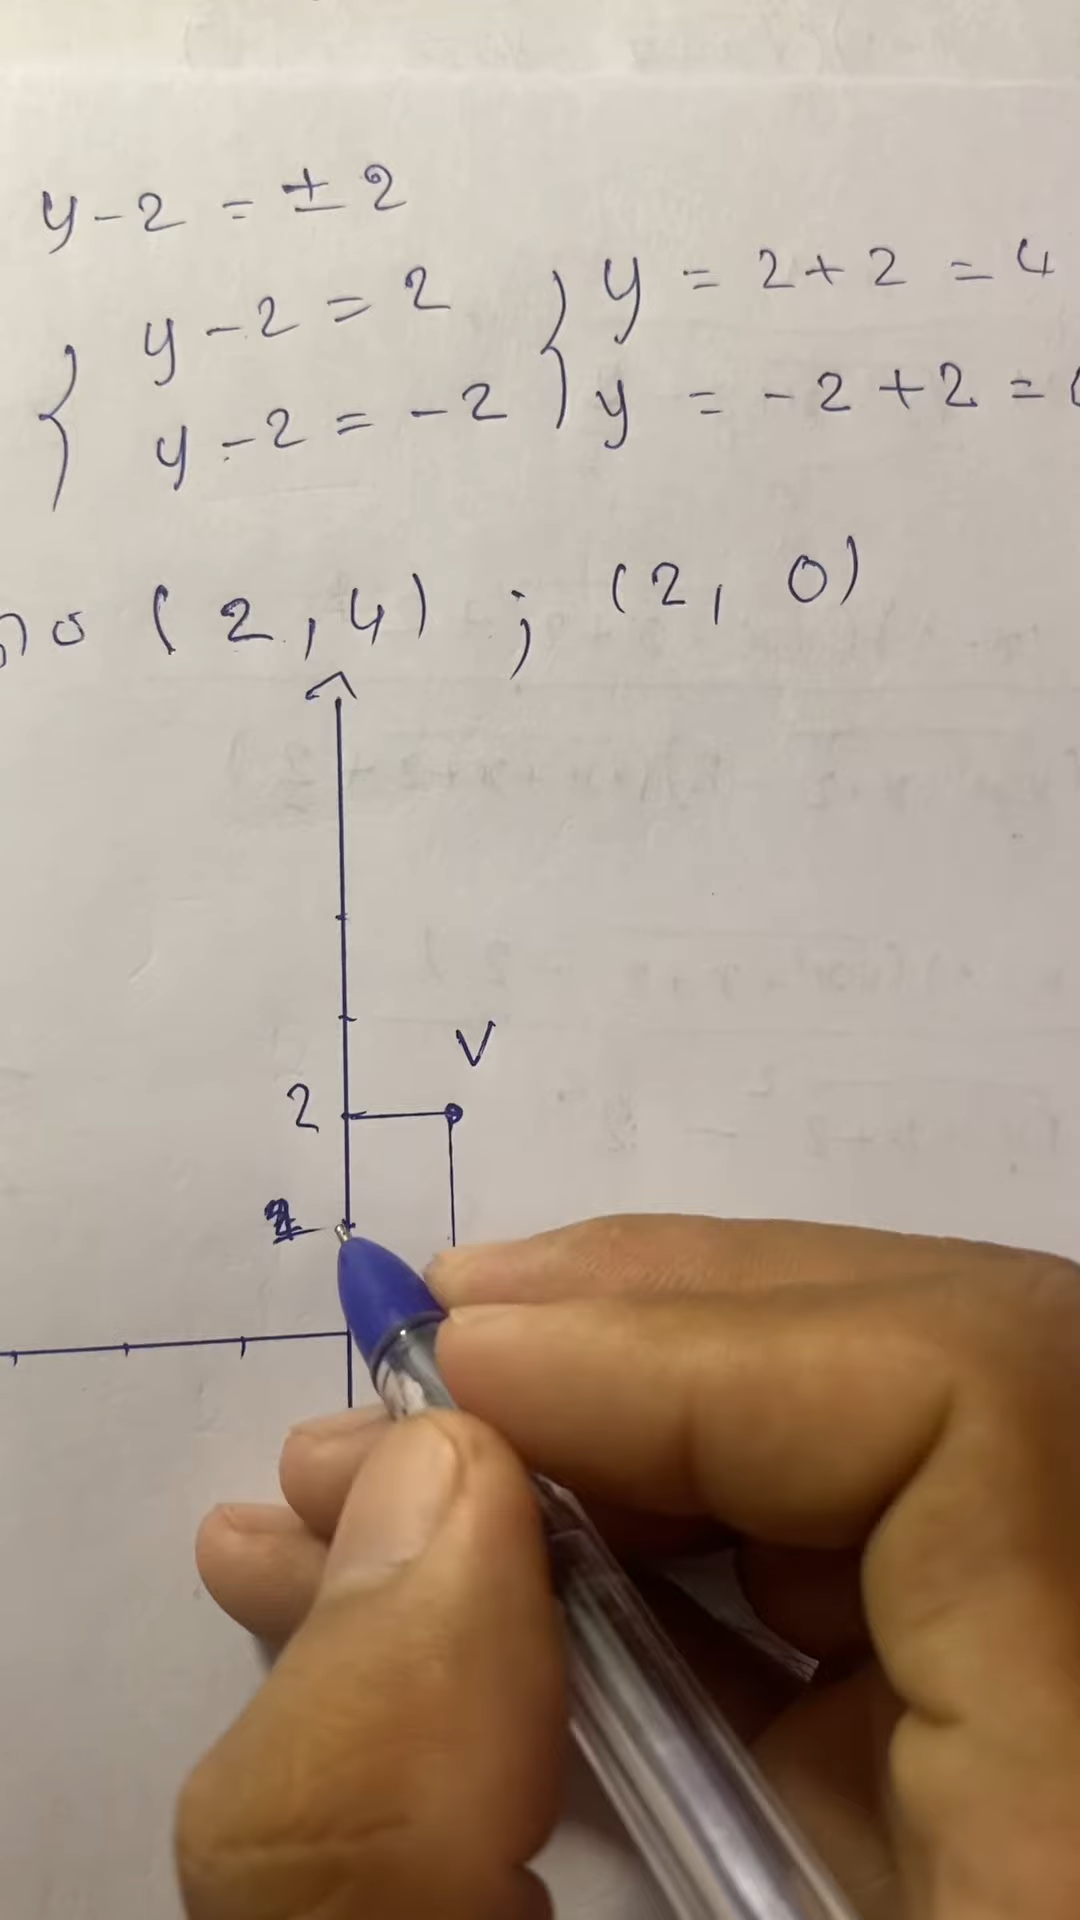 y-2 = ± 2
y-2 = 2 } y = 2+2 = 4
y-2 = -2 y = -2+2 =
(2,4) ; (2, 0)
V
2